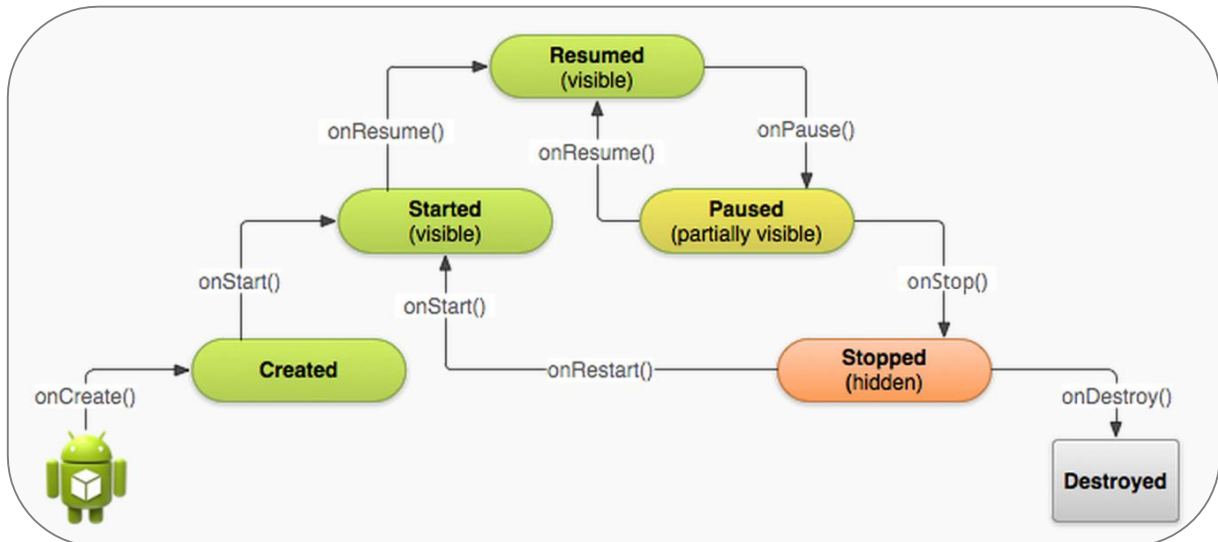 Resumed
(visible)
onResume()
onPause()
onResume()
Started
(visible)
Paused
(partially visible)
onStart()
onStart()
onStop()
Created
onRestart()
Stopped
(hidden)
onCreate()
onDestroy()
Destroyed